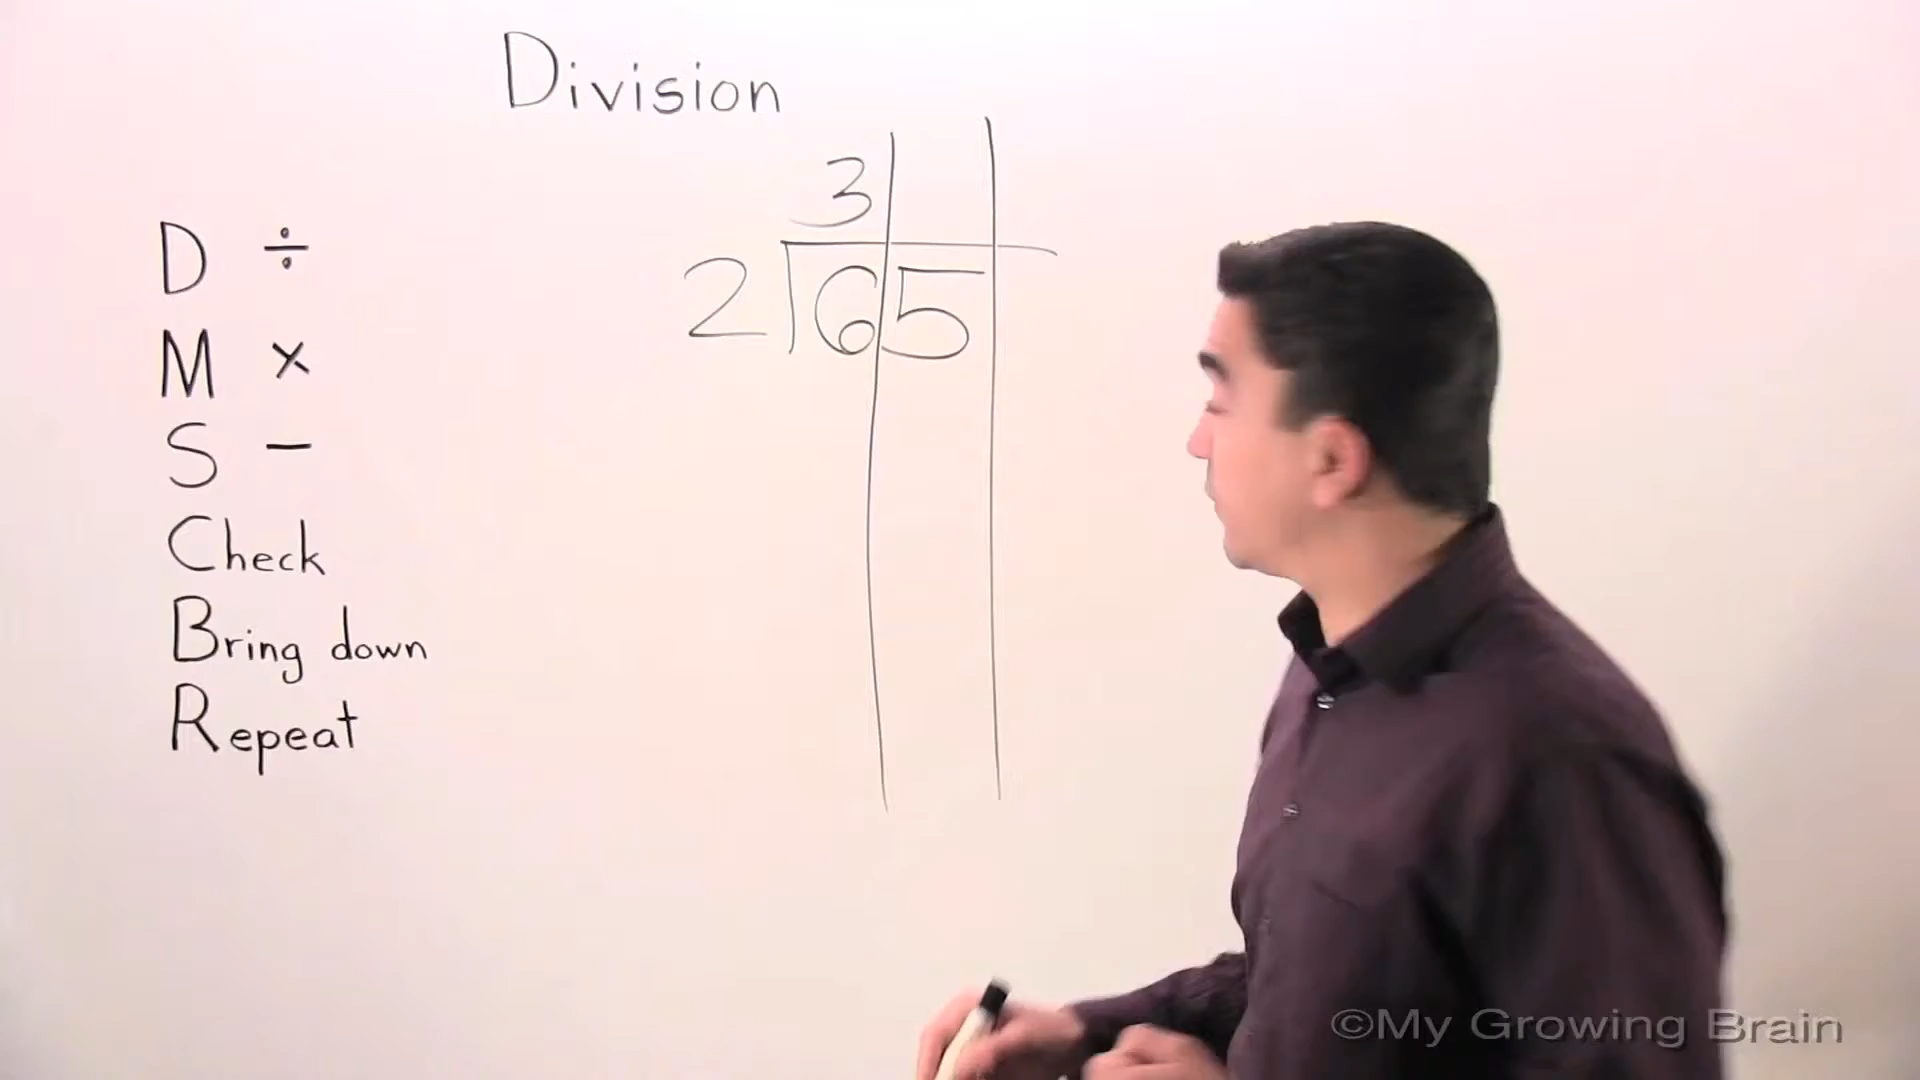 Division
3
2 65
D ÷
M ×
S −
Check
Bring down
Repeat
©My Growing Brain